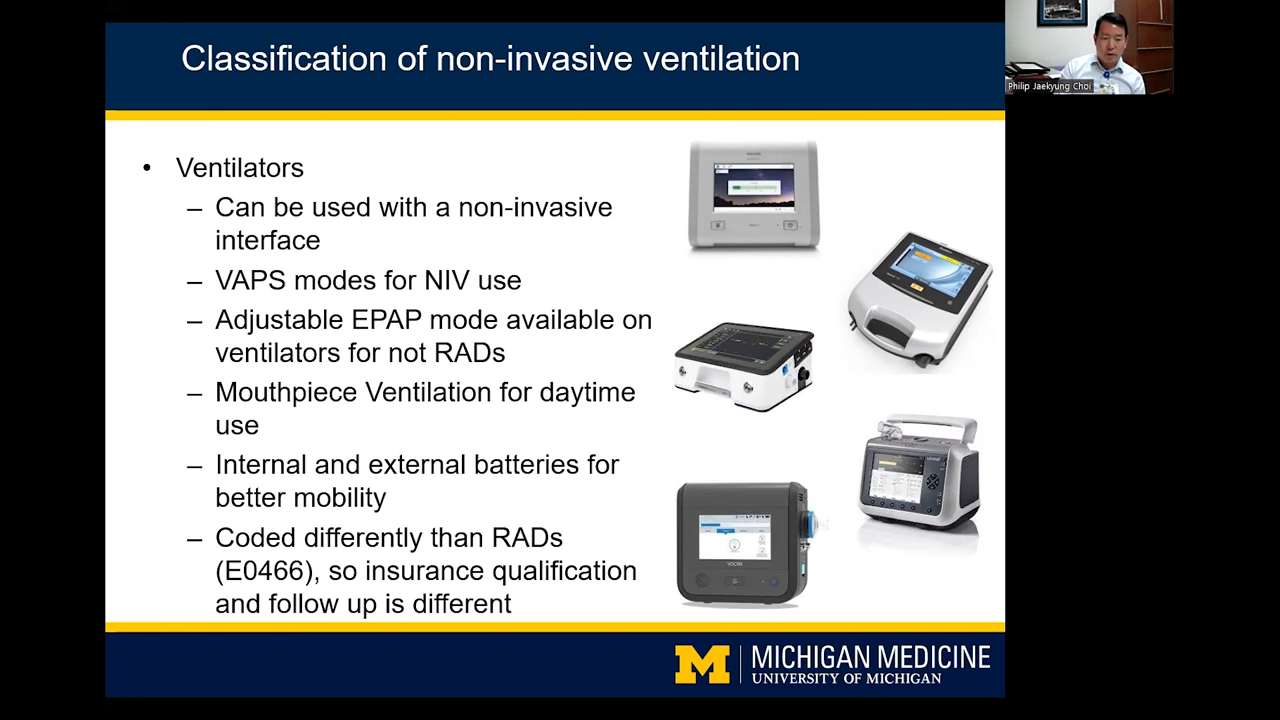 Classification of non-invasive ventilation
Philip Jaekyung Choi
• Ventilators
– Can be used with a non-invasive
interface
– VAPS modes for NIV use
– Adjustable EPAP mode available on
ventilators for not RADs
– Mouthpiece Ventilation for daytime
use
– Internal and external batteries for
better mobility
– Coded differently than RADs
(E0466), so insurance qualification
and follow up is different
VOCSN
M
MICHIGAN MEDICINE
UNIVERSITY OF MICHIGAN